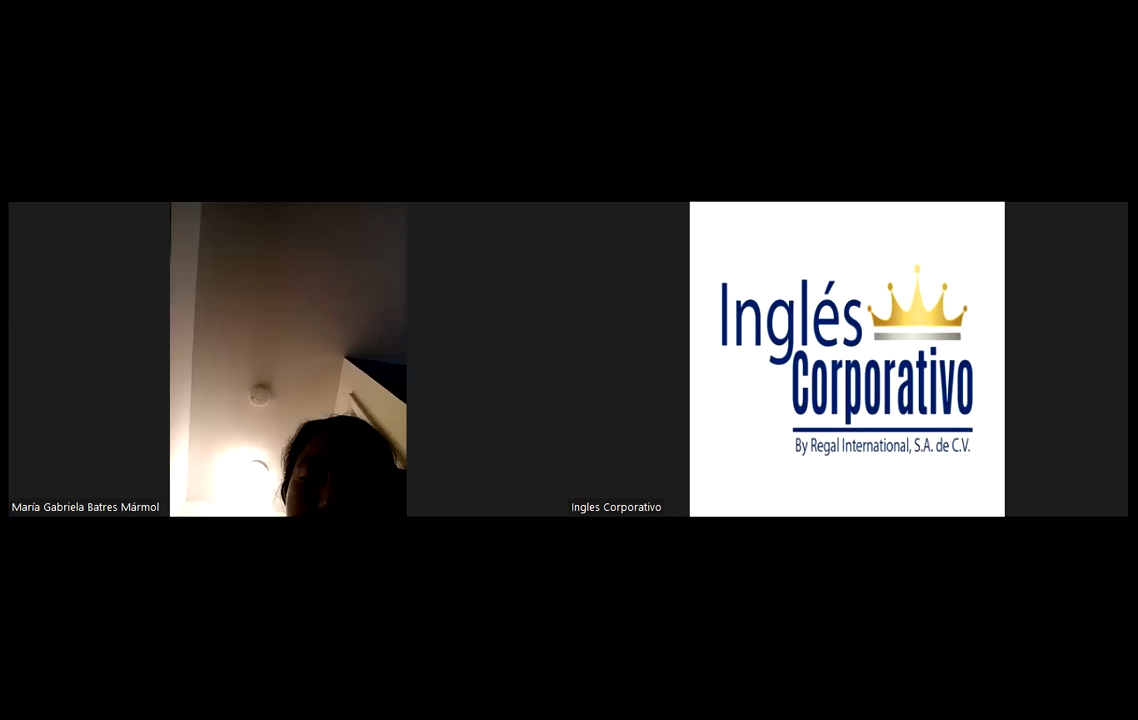 Inglés
Corporativo
By Regal International, S.A. de C.V.
María Gabriela Batres Mármol
Ingles Corporativo